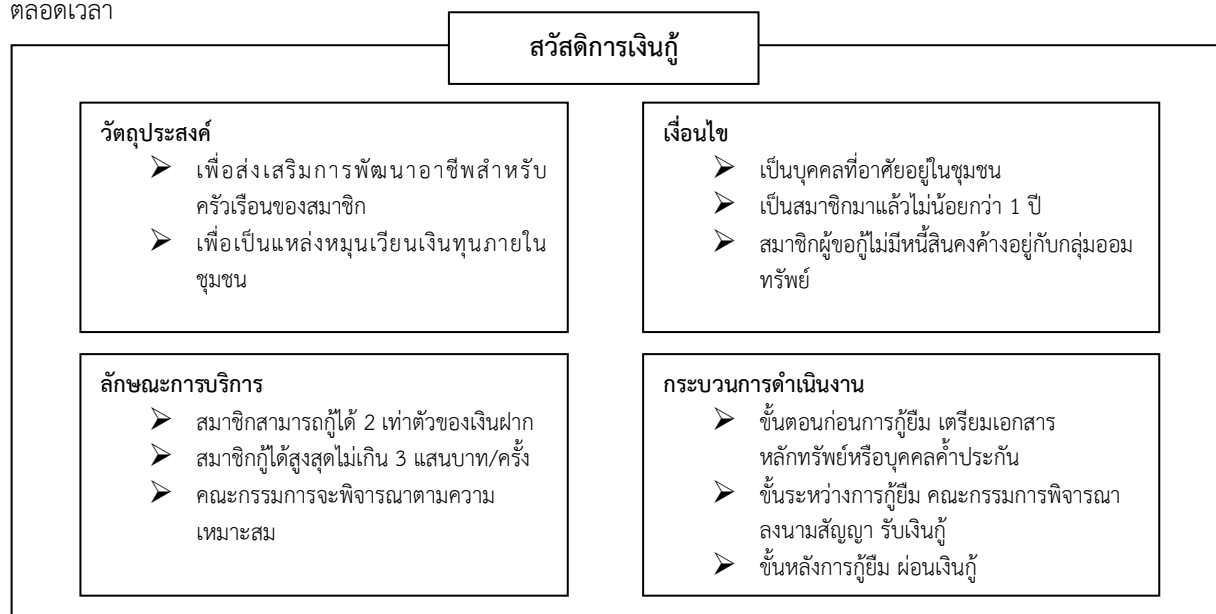 ตลอดเวลา
สวัสดิการเงินกู้
วัตถุประสงค์
➢ เพื่อส่งเสริมการพัฒนาอาชีพสำหรับ
ครัวเรือนของสมาชิก
➢ เพื่อเป็นแหล่งหมุนเวียนเงินทุนภายใน
ชุมชน
เงื่อนไข
➢ เป็นบุคคลที่อาศัยอยู่ในชุมชน
➢ เป็นสมาชิกมาแล้วไม่น้อยกว่า 1 ปี
➢ สมาชิกผู้ขอกู้ไม่มีหนี้สินคงค้างอยู่กับกลุ่มออม
ทรัพย์
ลักษณะการบริการ
➢ สมาชิกสามารถกู้ได้ 2 เท่าตัวของเงินฝาก
➢ สมาชิกกู้ได้สูงสุดไม่เกิน 3 แสนบาท/ครั้ง
➢ คณะกรรมการจะพิจารณาตามความ
เหมาะสม
กระบวนการดำเนินงาน
➢ ขั้นตอนก่อนการกู้ยืม เตรียมเอกสาร
หลักทรัพย์หรือบุคคลค้ำประกัน
➢ ขั้นระหว่างการกู้ยืม คณะกรรมการพิจารณา
ลงนามสัญญา รับเงินกู้
➢ ขั้นหลังการกู้ยืม ผ่อนเงินกู้